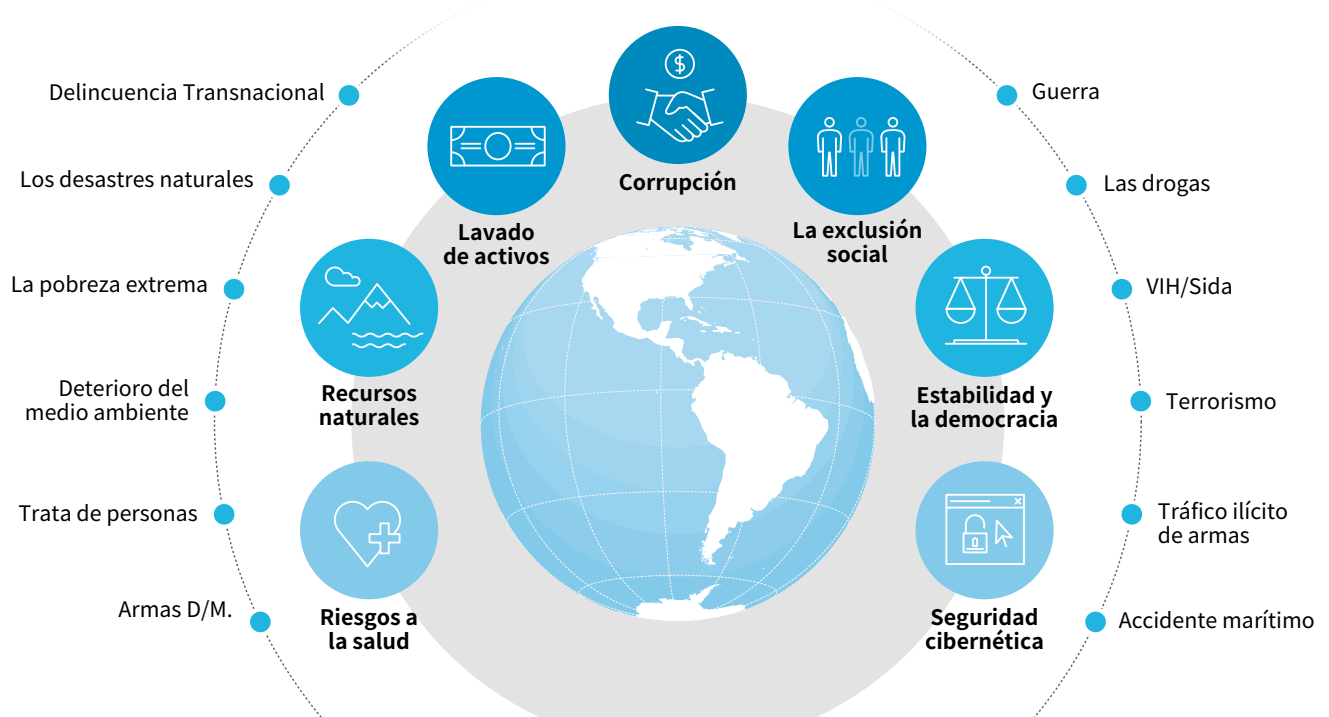 Delincuencia Transnacional
Los desastres naturales
La pobreza extrema
Deterioro del
medio ambiente
Trata de personas
Armas D/M.
$
Corrupción
Lavado
de activos
La exclusión
social
Recursos
naturales
Estabilidad y
la democracia
Riesgos a
la salud
Seguridad
cibernética
Guerra
Las drogas
VIH/Sida
Terrorismo
Tráfico ilícito
de armas
Accidente marítimo